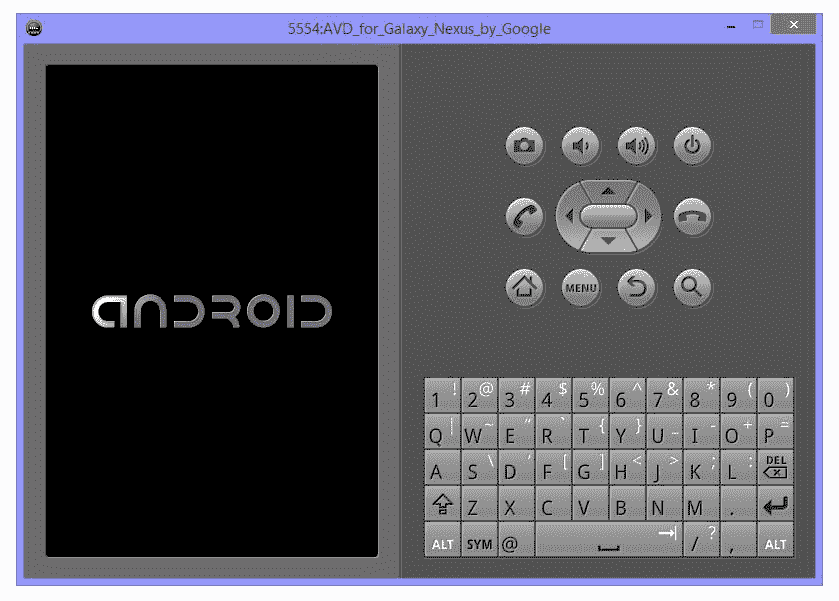 5554:AVD_for_Galaxy_Nexus_by_Google
ANDROID
MENU
1 ! 2 @ 3 # 4 $ 5 % 6 ^ 7 & 8 * 9 ( 0 )
Q | W ~ E " R ` T { Y } U _ I - O + P =
A S \ D ' F [ G ] H < J > K ; L : DEL
Z X C V B N M .
ALT SYM @ / ? , ALT